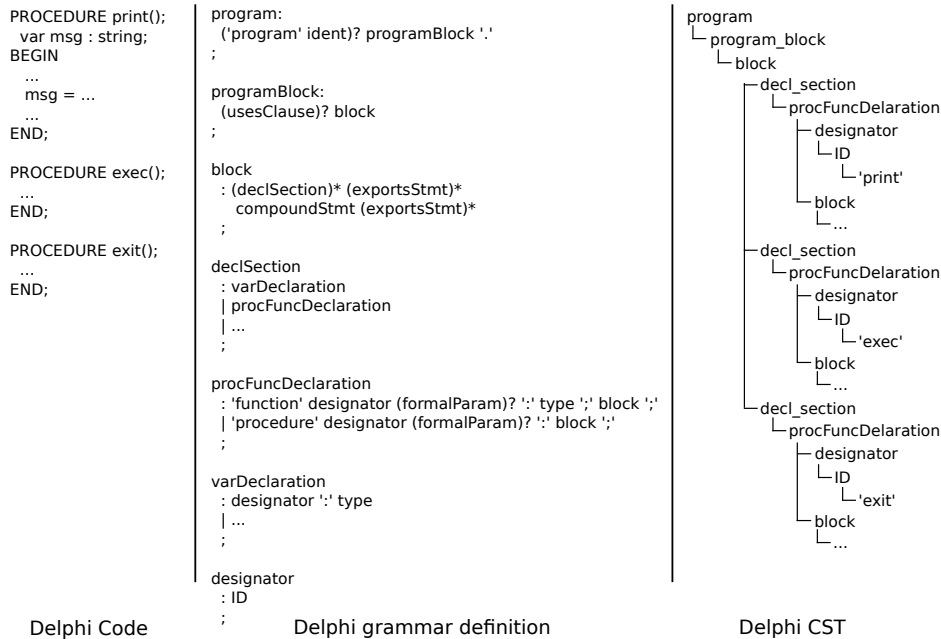 PROCEDURE print();
var msg : string;
BEGIN
...
msg = ...
...
END;
PROCEDURE exec();
...
END;
PROCEDURE exit();
...
END;
Delphi Code
program:
('program' ident)? programBlock '.'
;
programBlock:
(usesClause)? block
;
block
: (declSection)* (exportsStmt)*
compoundStmt (exportsStmt)*
;
declSection
: varDeclaration
| procFuncDeclaration
| ...
;
procFuncDeclaration
: 'function' designator (formalParam)? ':' type ';' block ';'
| 'procedure' designator (formalParam)? ':' block ';'
;
varDeclaration
: designator ':' type
| ...
;
designator
: ID
;
Delphi grammar definition
program
program_block
block
decl_section
procFuncDelaration
designator
ID
'print'
block
...
decl_section
procFuncDelaration
designator
ID
'exec'
block
...
decl_section
procFuncDelaration
designator
ID
'exit'
block
...
Delphi CST